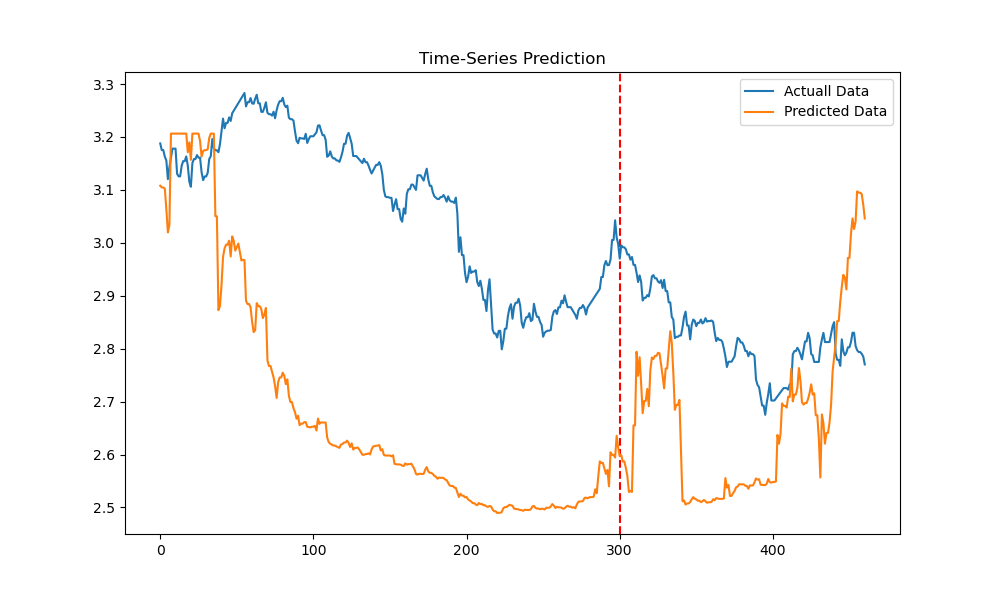 Time-Series Prediction
Actuall Data
Predicted Data
3.3
3.2
3.1
3.0
2.9
2.8
2.7
2.6
2.5
0 100 200 300 400